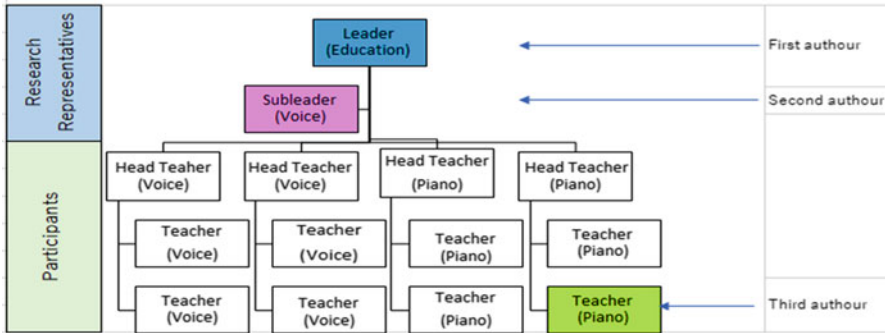 Research
Representatives
Leader
(Education)
First authour
Subleader
(Voice)
Second authour
Participants
Head Teaher
(Voice)
Head Teacher
(Voice)
Head Teacher
(Piano)
Head Teacher
(Piano)
Teacher
(Voice)
Teacher
(Voice)
Teacher
(Piano)
Teacher
(Piano)
Teacher
(Voice)
Teacher
(Voice)
Teacher
(Piano)
Teacher
(Piano)
Third authour